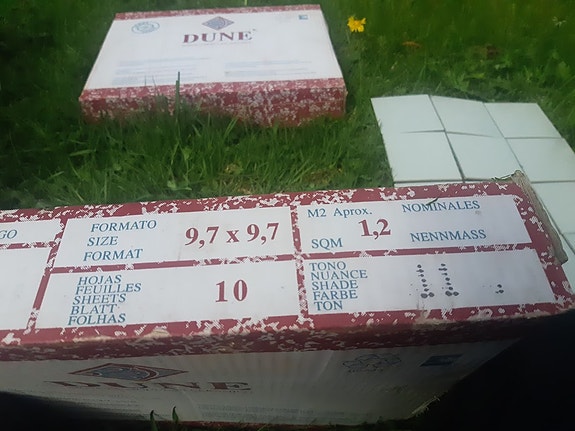 DUNE
GO
FORMATO
SIZE
FORMAT
9,7 x 9,7
M2 Aprox.
SQM
1,2
NOMINALES
NENNMASS
HOJAS
FEUILLES
SHEETS
BLATT
FOLHAS
10
TONO
NUANCE
SHADE
FARBE
TON
11
DUNE